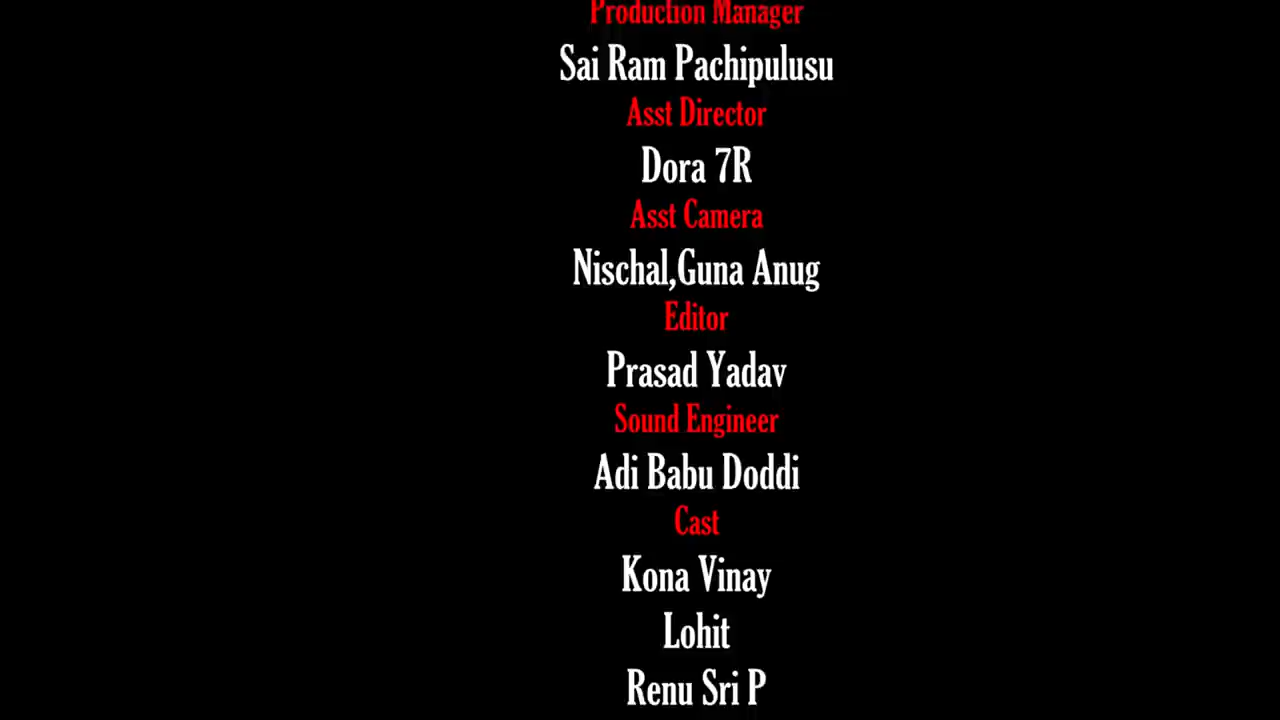 Production Manager
Sai Ram Pachipulusu
Asst Director
Dora 7R
Asst Camera
Nischal,Guna Anug
Editor
Prasad Yadav
Sound Engineer
Adi Babu Doddi
Cast
Kona Vinay
Lohit
Renu Sri P